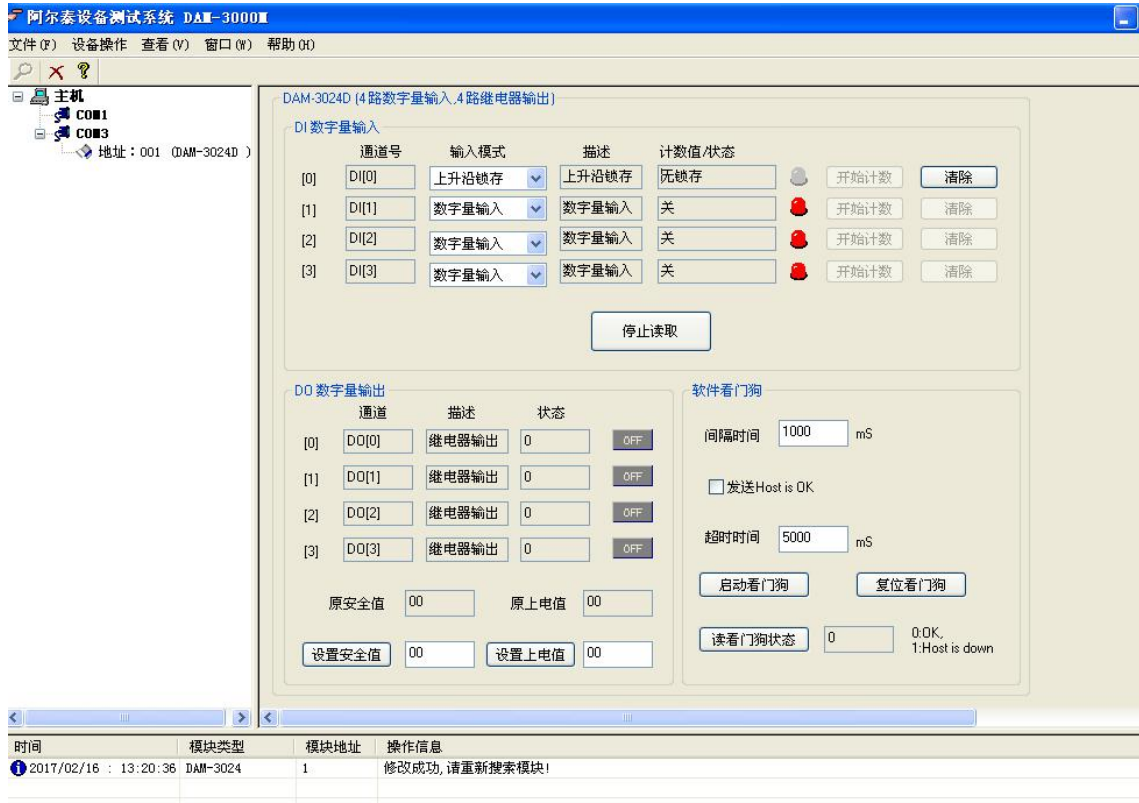 阿尔泰设备测试系统 DAM-3000M
文件(F) 设备操作 查看(V) 窗口(W) 帮助(H)
主机
COM1
COM3
地址：001 (DAM-3024D )
DAM-3024D (4路数字量输入,4路继电器输出)
DI 数字量输入
通道号 输入模式 描述 计数值/状态
[0] DI[0] 上升沿锁存 上升沿锁存 无锁存 开始计数 清除
[1] DI[1] 数字量输入 数字量输入 关 开始计数 清除
[2] DI[2] 数字量输入 数字量输入 关 开始计数 清除
[3] DI[3] 数字量输入 数字量输入 关 开始计数 清除
停止读取
DO 数字量输出
通道 描述 状态
[0] DO[0] 继电器输出 0 OFF
[1] DO[1] 继电器输出 0 OFF
[2] DO[2] 继电器输出 0 OFF
[3] DO[3] 继电器输出 0 OFF
原安全值 00 原上电值 00
设置安全值 00 设置上电值 00
软件看门狗
间隔时间 1000 mS
发送Host is OK
超时时间 5000 mS
启动看门狗 复位看门狗
读看门狗状态 0 0:OK,
1:Host is down
时间 模块类型 模块地址 操作信息
2017/02/16 : 13:20:36 DAM-3024 1 修改成功,请重新搜索模块!